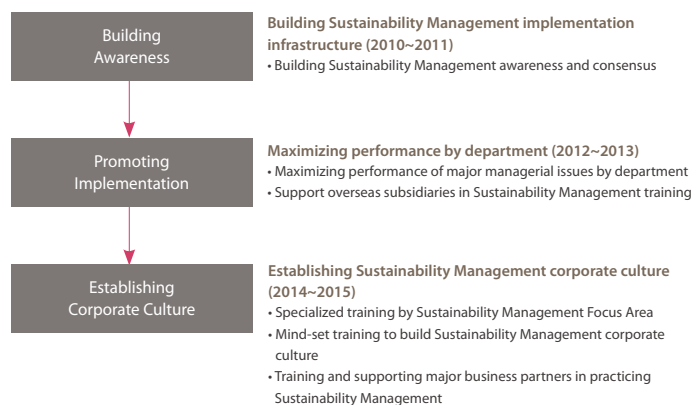 Building
Awareness
Building Sustainability Management implementation
infrastructure (2010~2011)
• Building Sustainability Management awareness and consensus
Promoting
Implementation
Maximizing performance by department (2012~2013)
• Maximizing performance of major managerial issues by department
• Support overseas subsidiaries in Sustainability Management training
Establishing
Corporate Culture
Establishing Sustainability Management corporate culture
(2014~2015)
• Specialized training by Sustainability Management Focus Area
• Mind-set training to build Sustainability Management corporate
culture
• Training and supporting major business partners in practicing
Sustainability Management